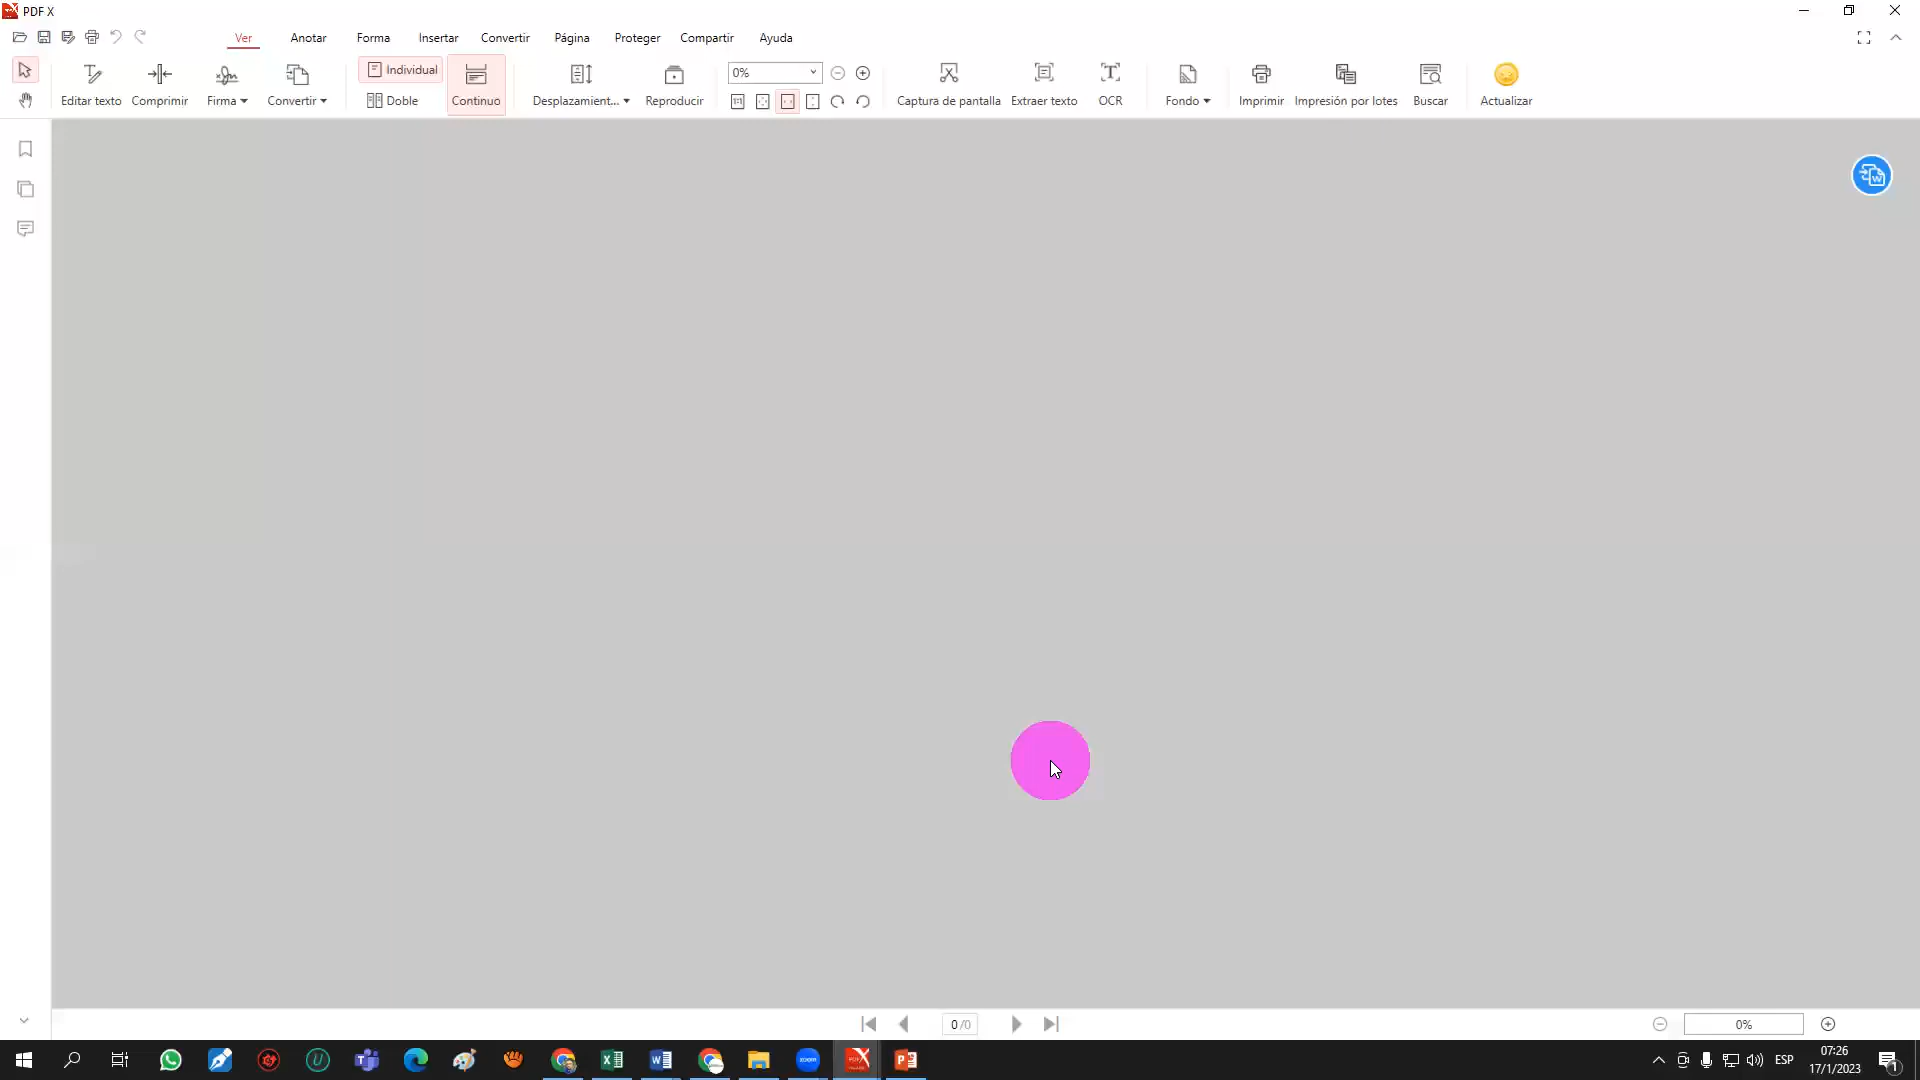 PDF X
Ver Anotar Forma Insertar Convertir Página Proteger Compartir Ayuda
Individual 0%
Editar texto Comprimir Firma Convertir Doble Continuo Desplazamient... Reproducir Captura de pantalla Extraer texto OCR Fondo Imprimir Impresión por lotes Buscar Actualizar
0 /0 0%
zoom ESP 07:26
17/1/2023
1